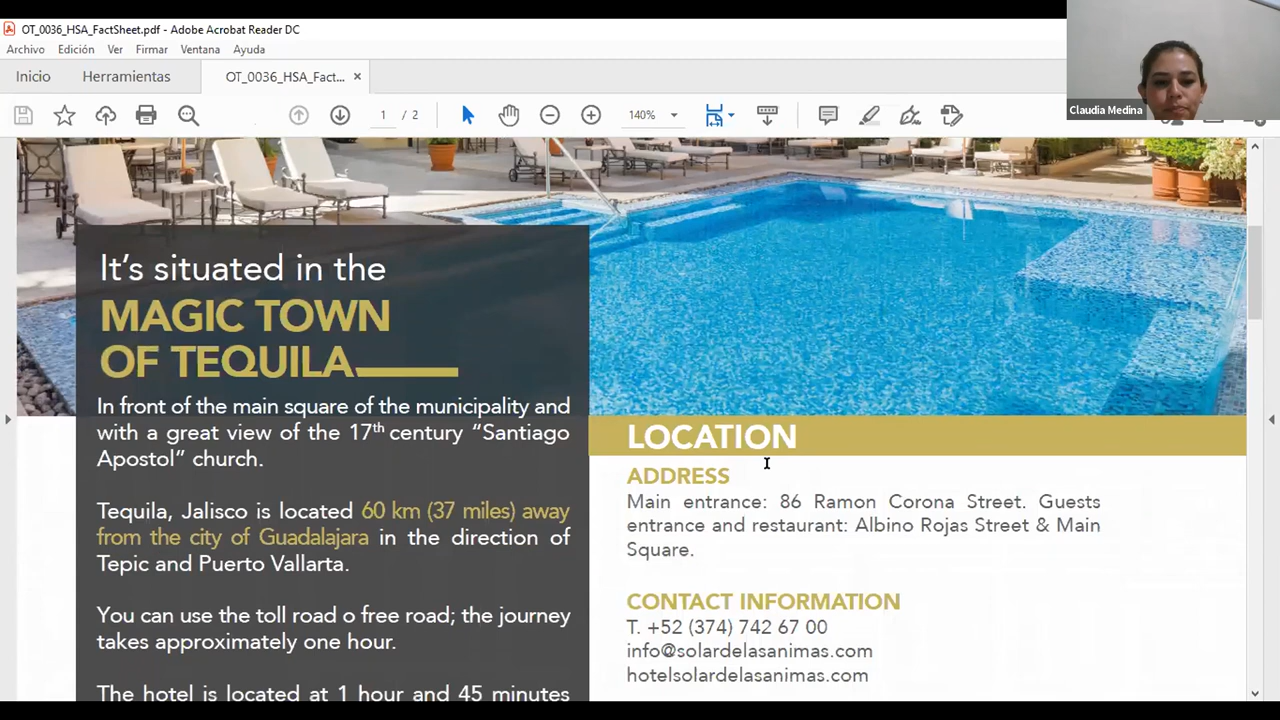 OT_0036_HSA_FactSheet.pdf - Adobe Acrobat Reader DC
Archivo Edición Ver Firmar Ventana Ayuda
Inicio Herramientas OT_0036_HSA_Fact... ×
1 / 2 140%
Claudia Medina
It's situated in the
MAGIC TOWN
OF TEQUILA
In front of the main square of the municipality and
with a great view of the 17th century “Santiago
Apostol” church.
Tequila, Jalisco is located 60 km (37 miles) away
from the city of Guadalajara in the direction of
Tepic and Puerto Vallarta.
You can use the toll road o free road; the journey
takes approximately one hour.
The hotel is located at 1 hour and 45 minutes
LOCATION
ADDRESS
Main entrance: 86 Ramon Corona Street. Guests
entrance and restaurant: Albino Rojas Street & Main
Square.
CONTACT INFORMATION
T. +52 (374) 742 67 00
info@solardelasanimas.com
hotelsolardelasanimas.com